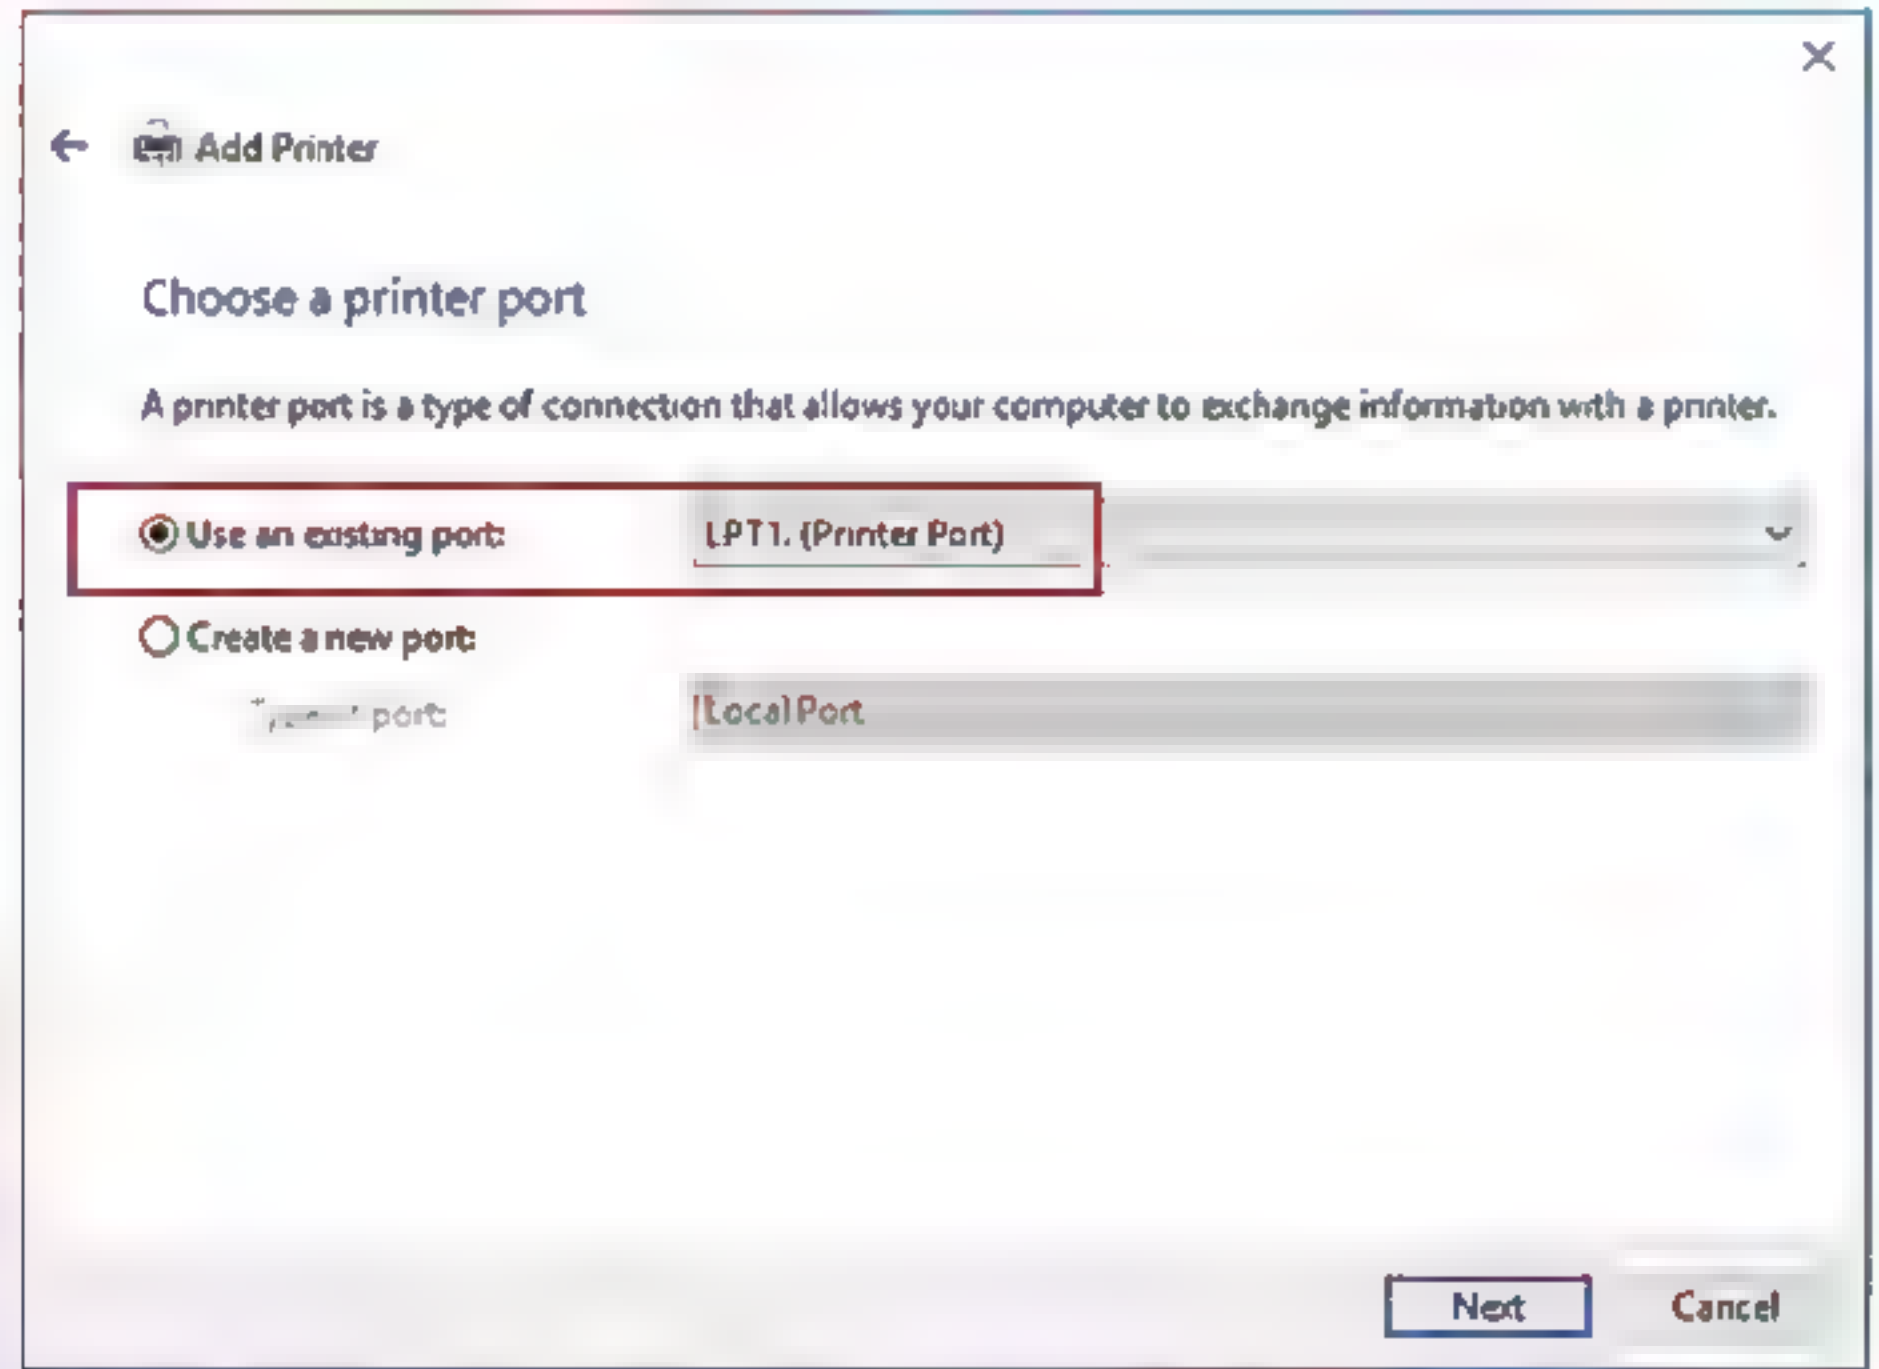 Add Printer
Choose a printer port
A printer port is a type of connection that allows your computer to exchange information with a printer.
Use an existing port: LPT1: (Printer Port)
Create a new port:
port: Local Port
Next Cancel